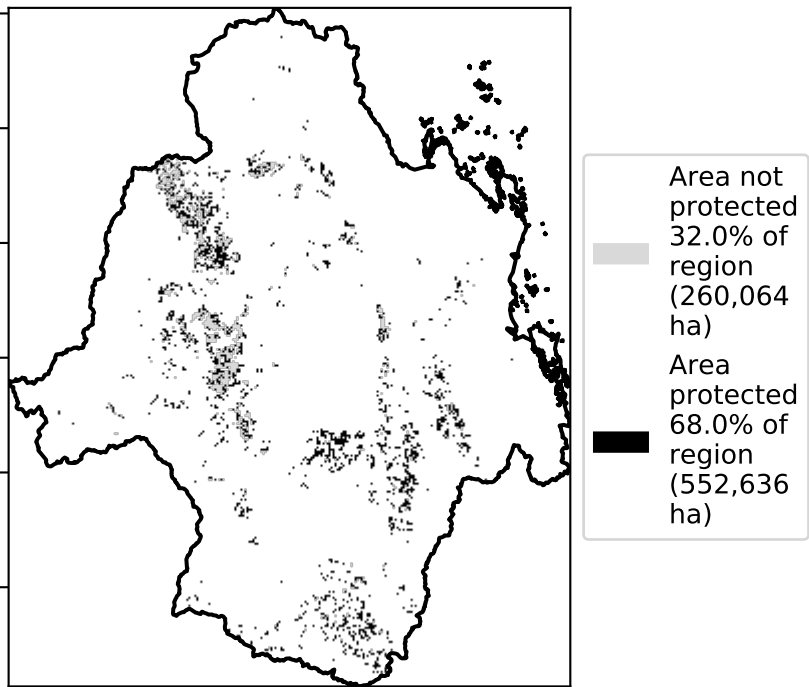 Area not
protected
32.0% of
region
(260,064
ha)
Area
protected
68.0% of
region
(552,636
ha)